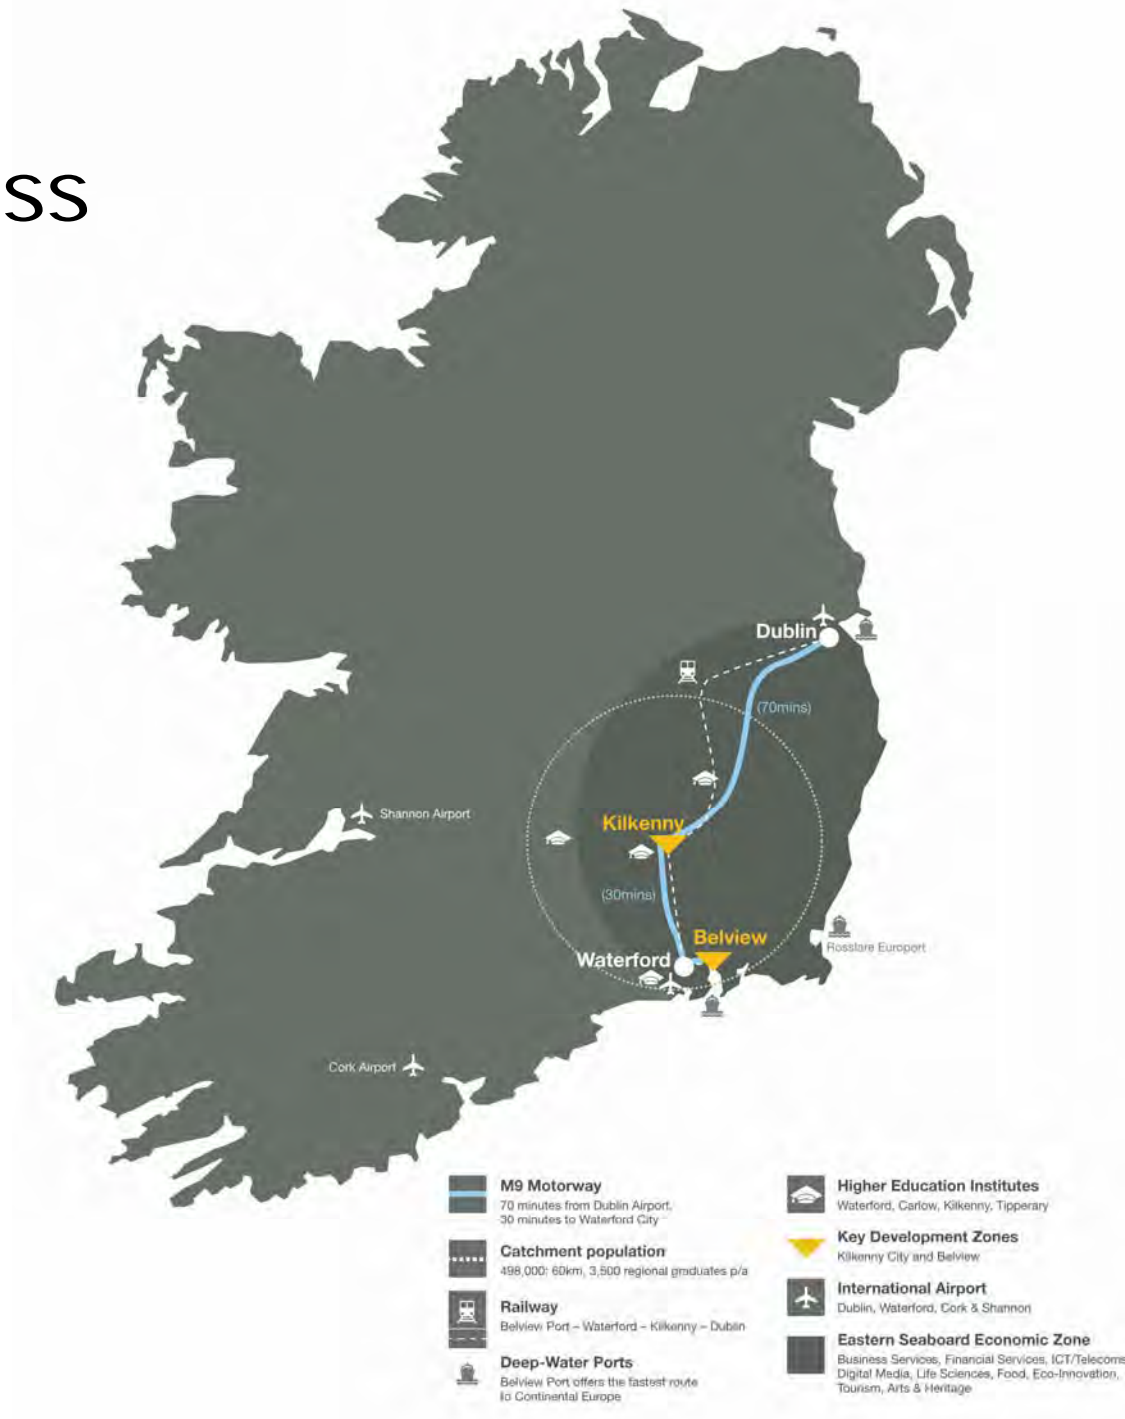 ss
Dublin
(70mins)
Shannon Airport
Kilkenny
(30mins)
Belview
Rosslare Europort
Waterford
Cork Airport
M9 Motorway
70 minutes from Dublin Airport,
30 minutes to Waterford City
Catchment population
498,000: 60km, 3,500 regional graduates p/a
Railway
Belview Port – Waterford – Kilkenny – Dublin
Deep-Water Ports
Belview Port offers the fastest route
to Continental Europe
Higher Education Institutes
Waterford, Carlow, Kilkenny, Tipperary
Key Development Zones
Kilkenny City and Belview
International Airport
Dublin, Waterford, Cork & Shannon
Eastern Seaboard Economic Zone
Business Services, Financial Services, ICT/Telecoms
Digital Media, Life Sciences, Food, Eco-Innovation,
Tourism, Arts & Heritage